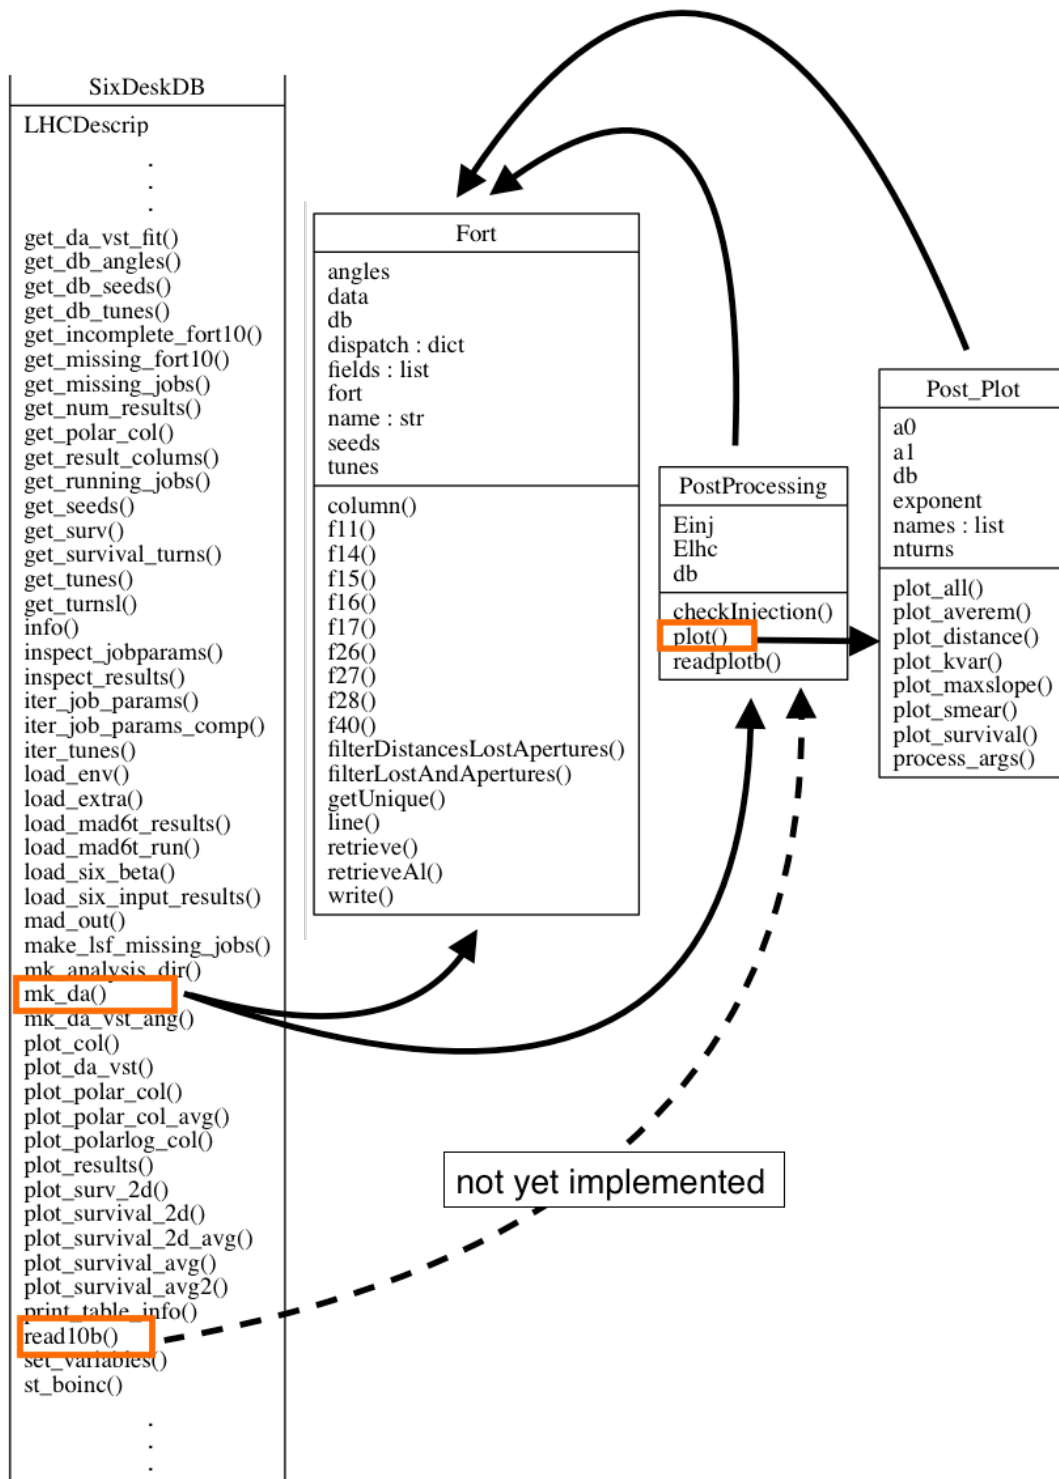 SixDeskDB
LHCDescrip
.
.
.
get_da_vst_fit()
get_db_angles()
get_db_seeds()
get_db_tunes()
get_incomplete_fort10()
get_missing_fort10()
get_missing_jobs()
get_num_results()
get_polar_col()
get_result_colums()
get_running_jobs()
get_seeds()
get_surv()
get_survival_turns()
get_tunes()
get_turnsl()
info()
inspect_jobparams()
inspect_results()
iter_job_params()
iter_job_params_comp()
iter_tunes()
load_env()
load_extra()
load_mad6t_results()
load_mad6t_run()
load_six_beta()
load_six_input_results()
mad_out()
make_lsf_missing_jobs()
mk_analysis_dir()
mk_da()
mk_da_vst_ang()
plot_col()
plot_da_vst()
plot_polar_col()
plot_polar_col_avg()
plot_polarlog_col()
plot_results()
plot_surv_2d()
plot_survival_2d()
plot_survival_2d_avg()
plot_survival_avg()
plot_survival_avg2()
print_table_info()
read10b()
set_variables()
st_boinc()
.
.
.
Fort
angles
data
db
dispatch : dict
fields : list
fort
name : str
seeds
tunes
column()
f11()
f14()
f15()
f16()
f17()
f26()
f27()
f28()
f40()
filterDistancesLostApertures()
filterLostAndApertures()
getUnique()
line()
retrieve()
retrieveAl()
write()
PostProcessing
Einj
Elhc
db
checkInjection()
plot()
readplotb()
Post_Plot
a0
a1
db
exponent
names : list
nturns
plot_all()
plot_averem()
plot_distance()
plot_kvar()
plot_maxslope()
plot_smear()
plot_survival()
process_args()
not yet implemented